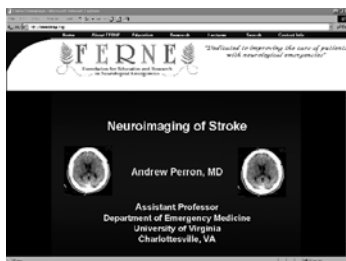 Home About FERNE Education Research Lectures Search Contact Info
FERNE
Foundation for Education and Research
in Neurological Emergencies
"Dedicated to improving the care of patients
with neurological emergencies"
Neuroimaging of Stroke
Andrew Perron, MD
Assistant Professor
Department of Emergency Medicine
University of Virginia
Charlottesville, VA